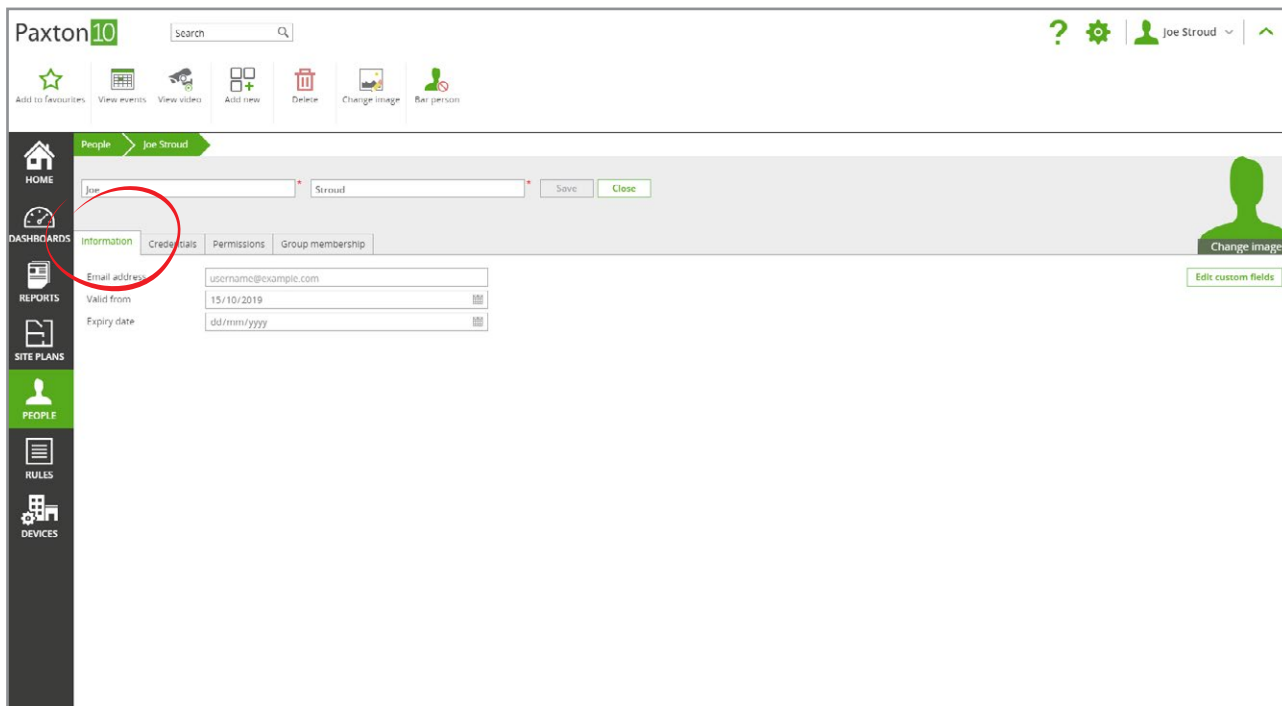 Paxton10
Search
Joe Stroud
Add to favourites
View events
View video
Add new
Delete
Change image
Bar person
HOME
DASHBOARDS
REPORTS
SITE PLANS
PEOPLE
RULES
DEVICES
People
Joe Stroud
Joe * Stroud * Save Close
Change image
Information Credentials Permissions Group membership
Email address username@example.com
Edit custom fields
Valid from 15/10/2019
Expiry date dd/mm/yyyy